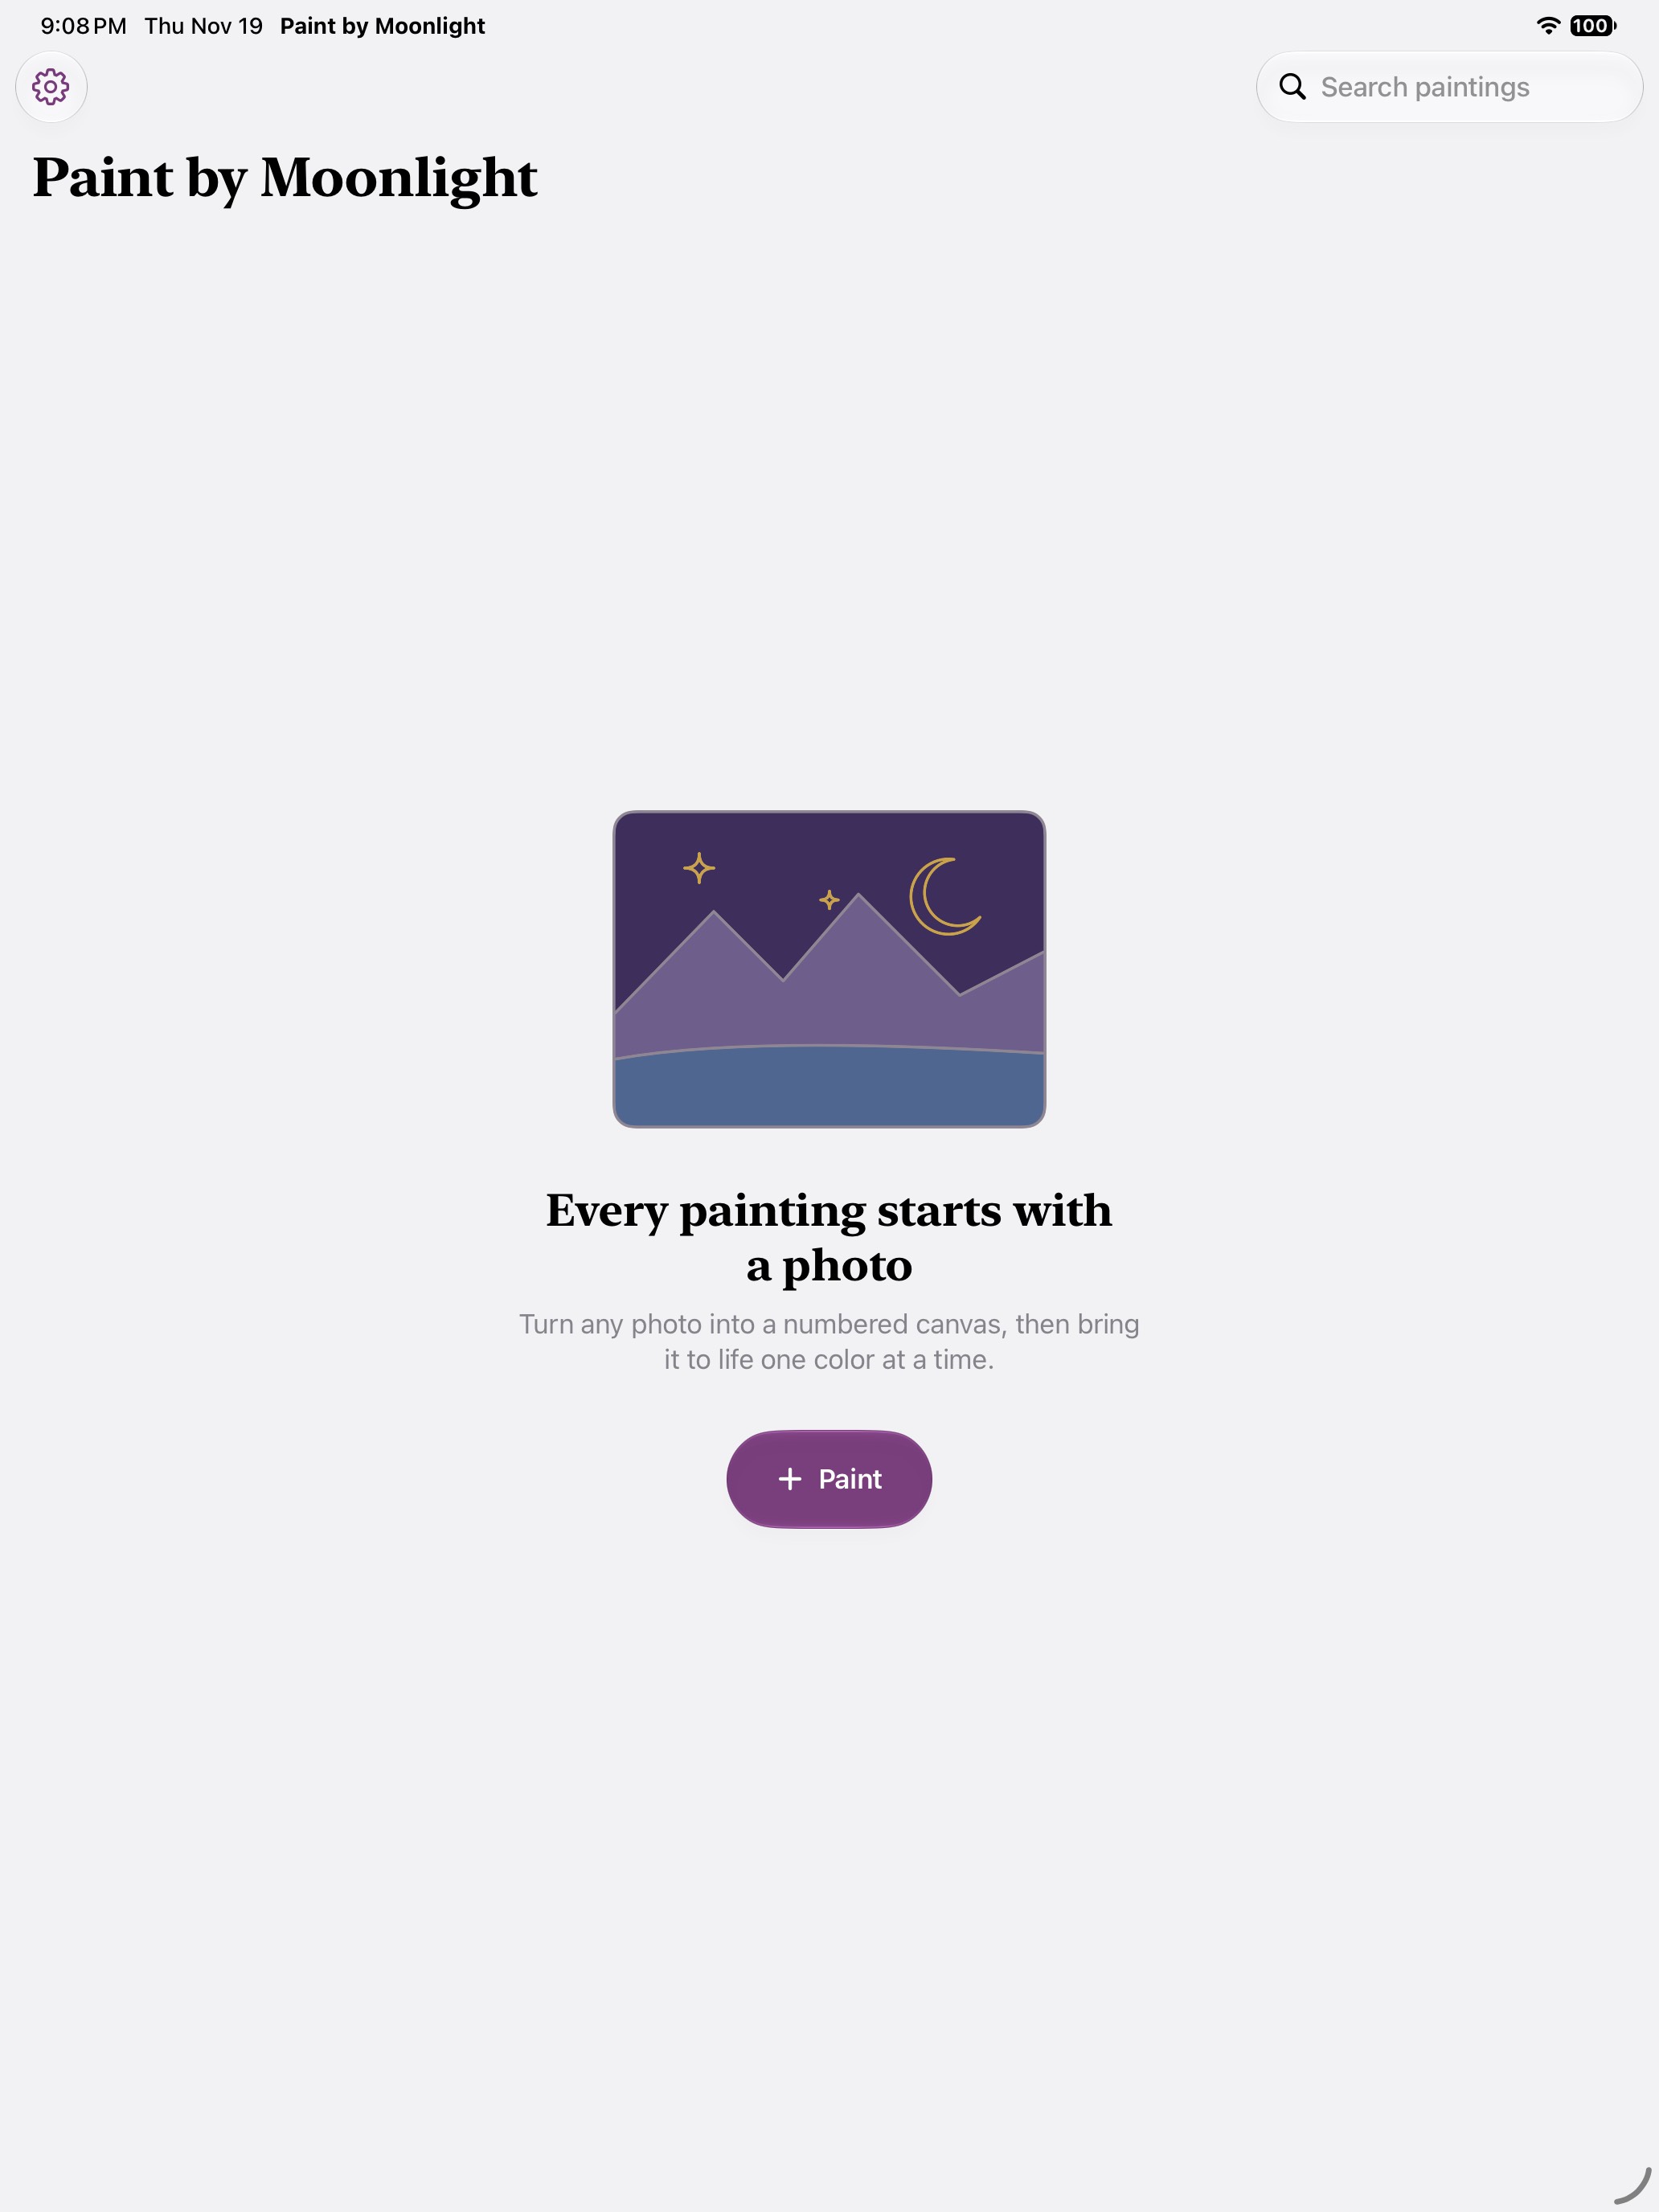 9:08 PM Thu Nov 19 Paint by Moonlight
100
Search paintings
Paint by Moonlight
Every painting starts with
a photo
Turn any photo into a numbered canvas, then bring
it to life one color at a time.
+ Paint